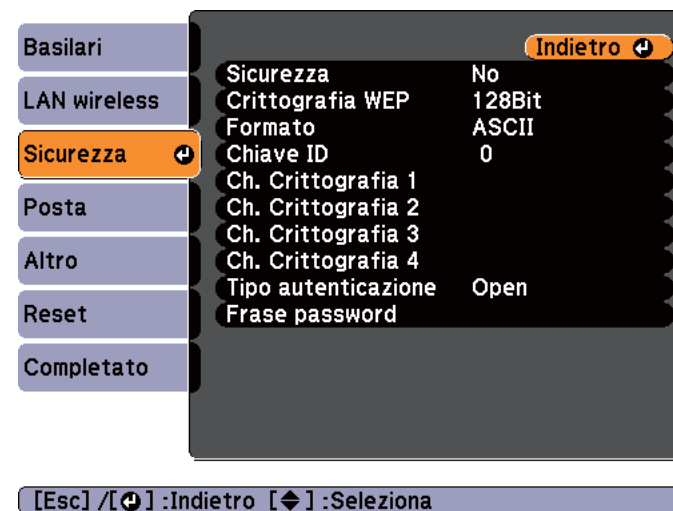 Basilari
LAN wireless
Sicurezza
Posta
Altro
Reset
Completato
Indietro
Sicurezza No
Crittografia WEP 128Bit
Formato ASCII
Chiave ID 0
Ch. Crittografia 1
Ch. Crittografia 2
Ch. Crittografia 3
Ch. Crittografia 4
Tipo autenticazione Open
Frase password
[Esc] /[⏎] :Indietro [◆] :Seleziona